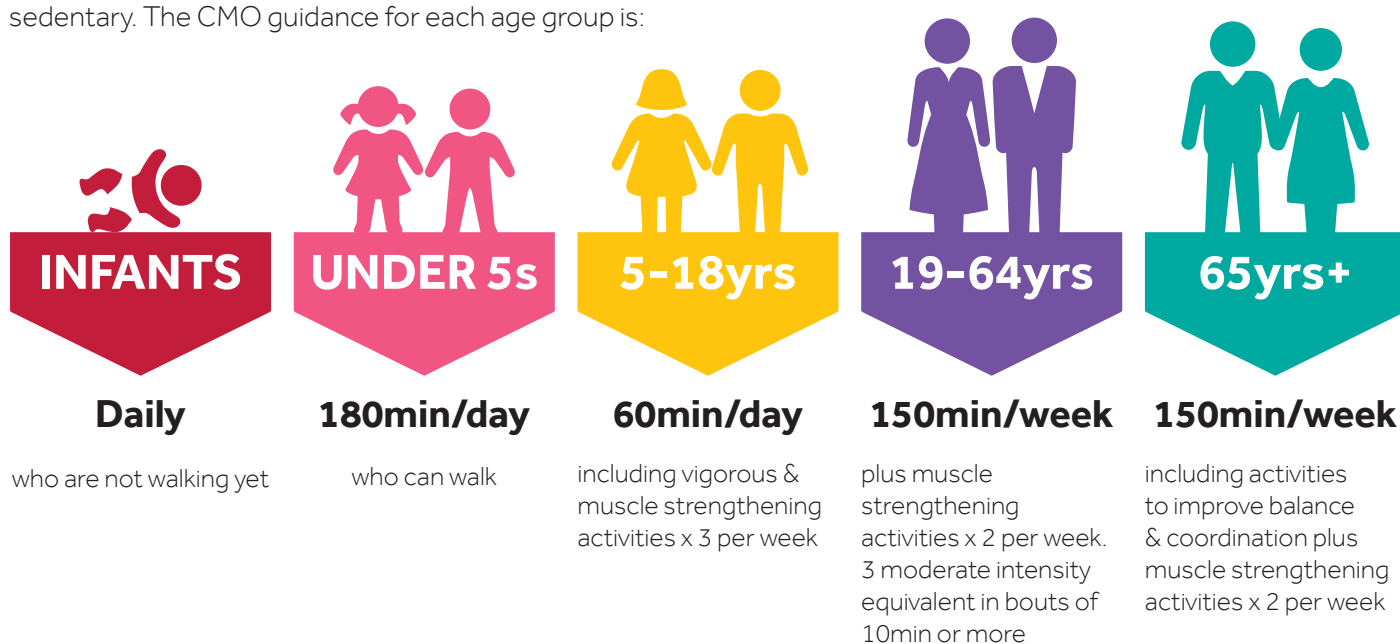 sedentary. The CMO guidance for each age group is:
INFANTS
Daily
who are not walking yet
UNDER 5s
180min/day
who can walk
5-18yrs
60min/day
including vigorous &
muscle strengthening
activities x 3 per week
19-64yrs
150min/week
plus muscle
strengthening
activities x 2 per week.
3 moderate intensity
equivalent in bouts of
10min or more
65yrs+
150min/week
including activities
to improve balance
& coordination plus
muscle strengthening
activities x 2 per week